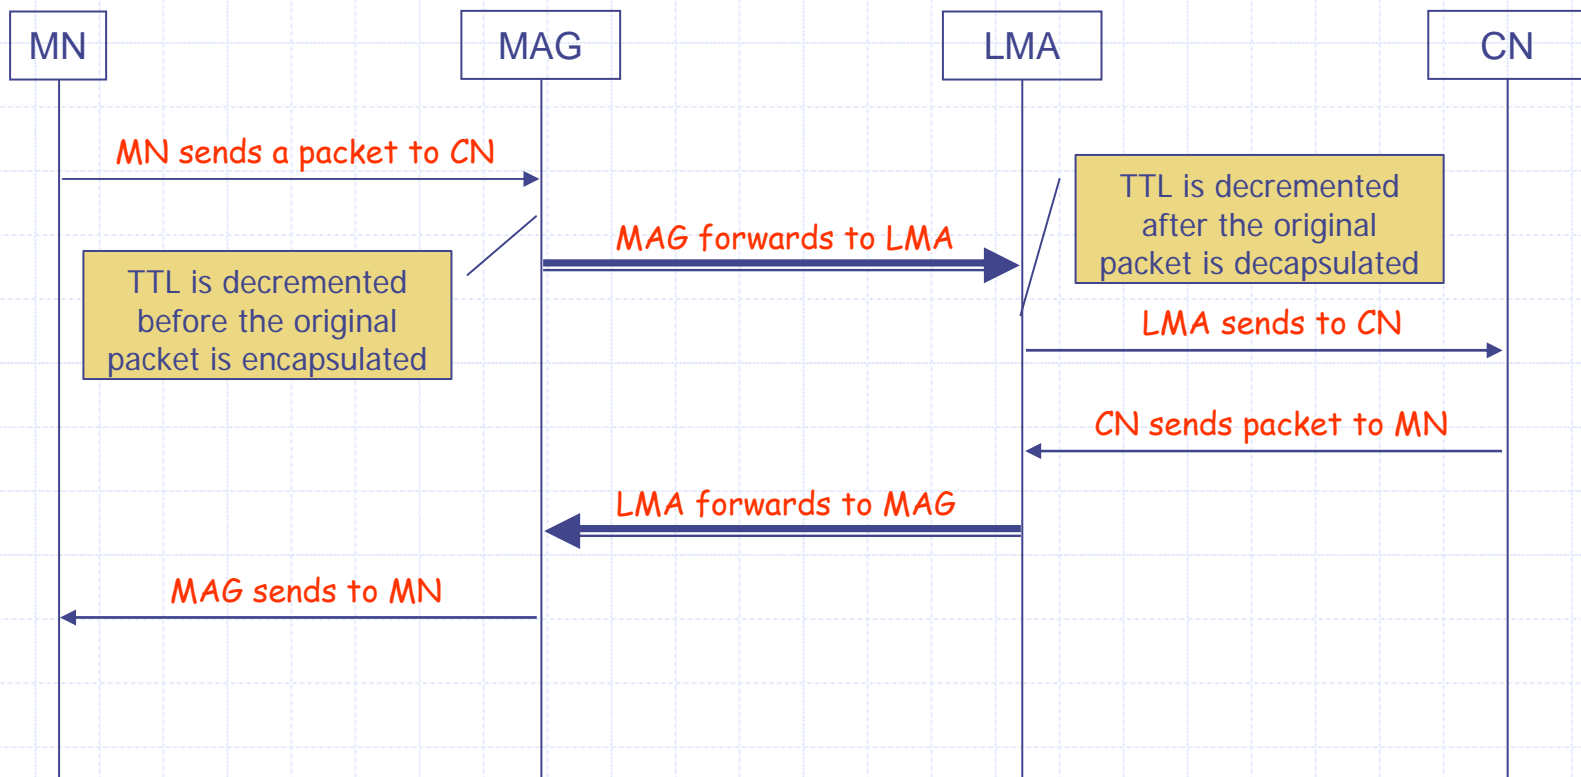 MN
MAG
LMA
CN
MN sends a packet to CN
TTL is decremented
after the original
packet is decapsulated
MAG forwards to LMA
TTL is decremented
before the original
packet is encapsulated
LMA sends to CN
CN sends packet to MN
LMA forwards to MAG
MAG sends to MN